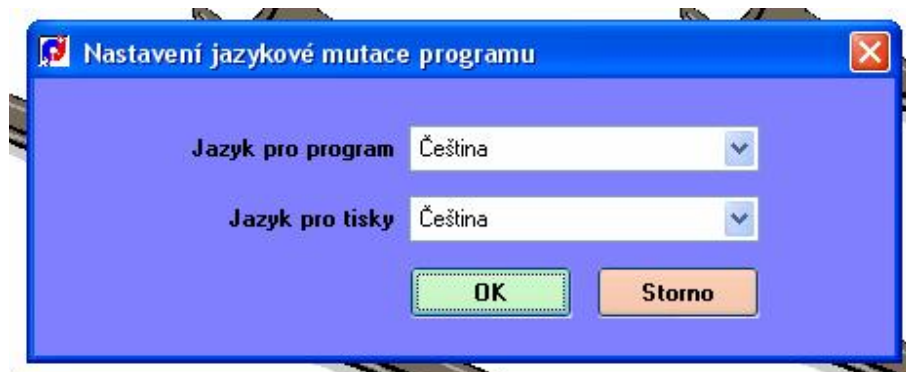 Nastavení jazykové mutace programu
Jazyk pro program Čeština
Jazyk pro tisky Čeština
OK Storno